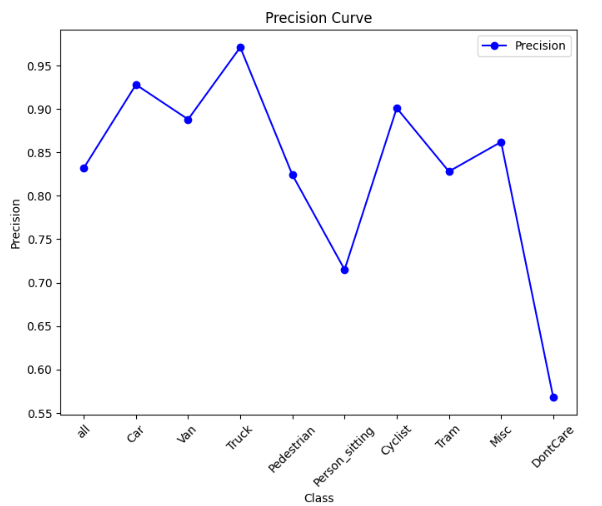 Precision Curve
Precision
0.95
0.90
0.85
0.80
0.75
0.70
0.65
0.60
0.55
Precision
all
Car
Van
Truck
Pedestrian
Person_sitting
Cyclist
Tram
Misc
DontCare
Class